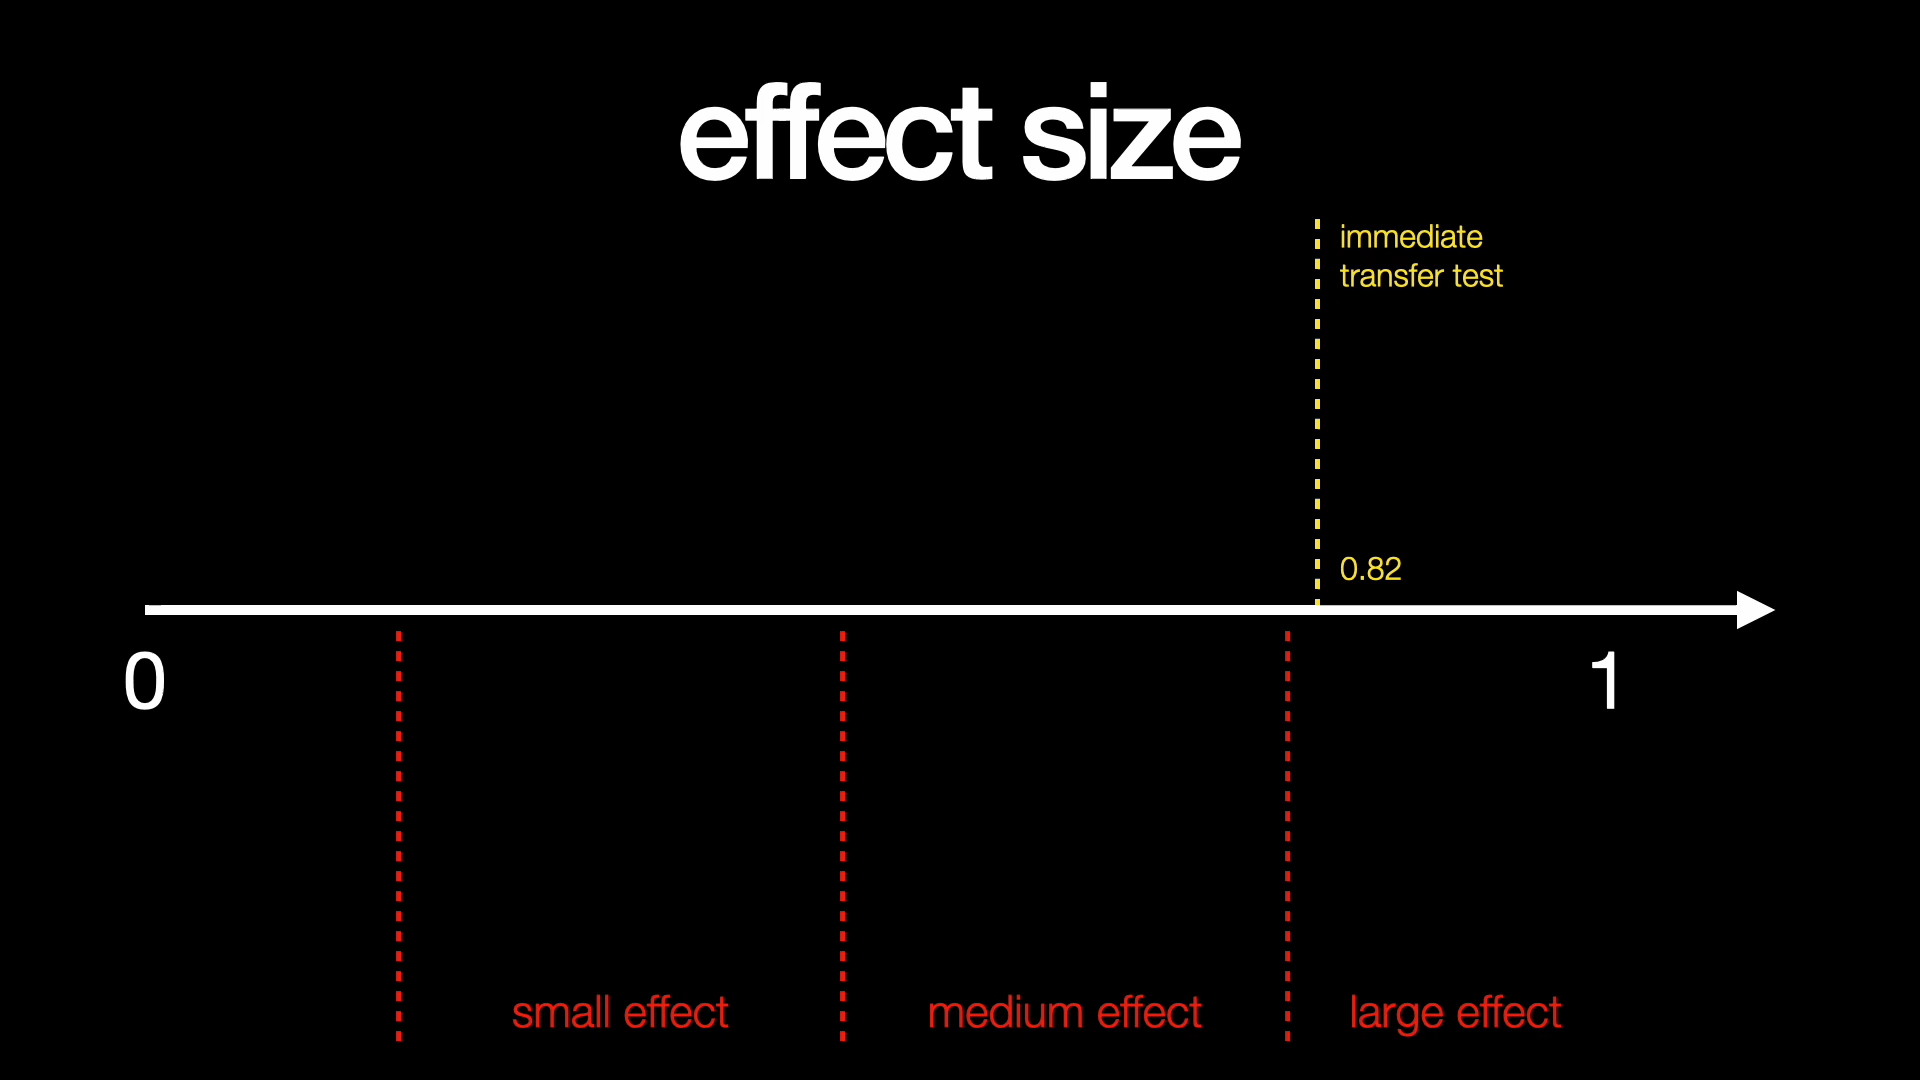 effect size
immediate
transfer test
0.82
0
1
small effect
medium effect
large effect